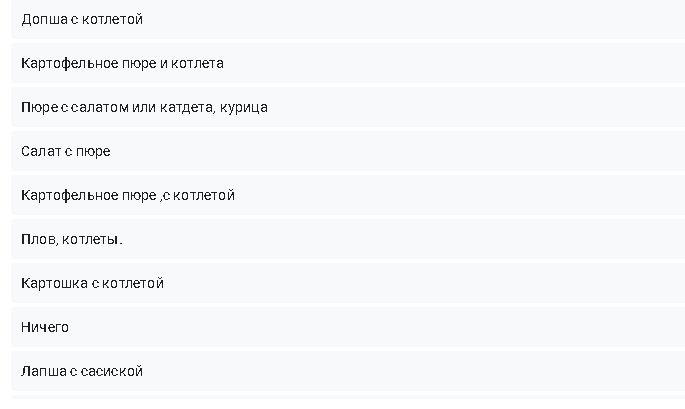 Допша с котлетой
Картофельное пюре и котлета
Пюре с салатом или катдета, курица
Салат с пюре
Картофельное пюре ,с котлетой
Плов, котлеты.
Картошка с котлетой
Ничего
Лапша с сасиской